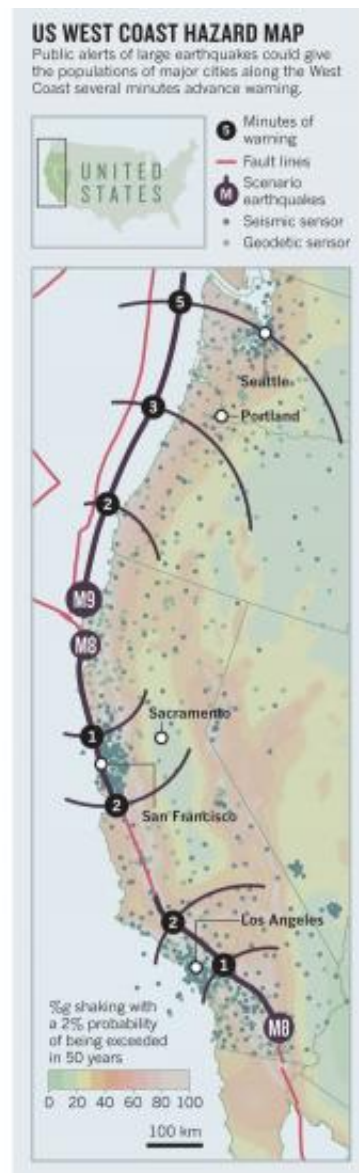 US WEST COAST HAZARD MAP
Public alerts of large earthquakes could give
the populations of major cities along the West
Coast several minutes advance warning.
UNITED
STATES
5 Minutes of
warning
Fault lines
M Scenario
earthquakes
Seismic sensor
Geodetic sensor
5
Seattle
3
Portland
2
M9
M8
1
Sacramento
2
San Francisco
2
Los Angeles
1
M8
%g shaking with
a 2% probability
of being exceeded
in 50 years
0 20 40 60 80 100
100 km